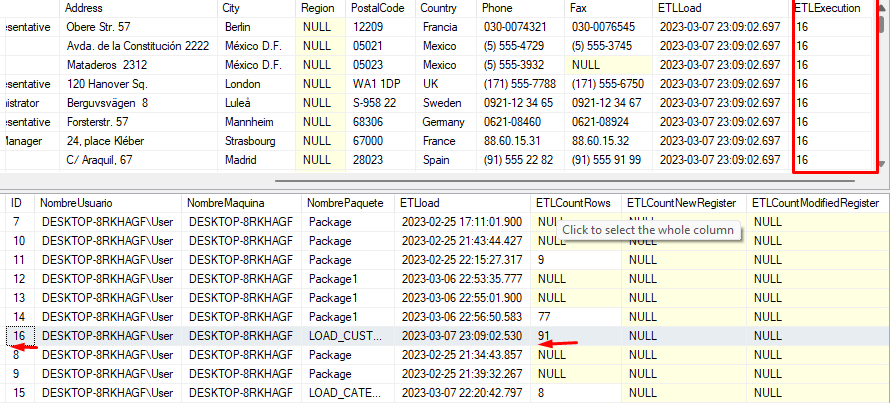 Address City Region PostalCode Country Phone Fax ETLLoad ETLExecution
esentative Obere Str. 57 Berlin NULL 12209 Francia 030-0074321 030-0076545 2023-03-07 23:09:02.697 16
Avda. de la Constitución 2222 México D.F. NULL 05021 Mexico (5) 555-4729 (5) 555-3745 2023-03-07 23:09:02.697 16
Mataderos 2312 México D.F. NULL 05023 Mexico (5) 555-3932 NULL 2023-03-07 23:09:02.697 16
esentative 120 Hanover Sq. London NULL WA1 1DP UK (171) 555-7788 (171) 555-6750 2023-03-07 23:09:02.697 16
nistrator Berguvsvägen 8 Luleå NULL S-958 22 Sweden 0921-12 34 65 0921-12 34 67 2023-03-07 23:09:02.697 16
esentative Forsterstr. 57 Mannheim NULL 68306 Germany 0621-08460 0621-08924 2023-03-07 23:09:02.697 16
Manager 24, place Kléber Strasbourg NULL 67000 France 88.60.15.31 88.60.15.32 2023-03-07 23:09:02.697 16
C/ Araquil, 67 Madrid NULL 28023 Spain (91) 555 22 82 (91) 555 91 99 2023-03-07 23:09:02.697 16
ID NombreUsuario NombreMaquina NombrePaquete ETLload ETLCountRows ETLCountNewRegister ETLCountModifiedRegister
7 DESKTOP-8RKHAGF\User DESKTOP-8RKHAGF Package 2023-02-25 17:11:01.900 NULL NULL NULL
Click to select the whole column
10 DESKTOP-8RKHAGF\User DESKTOP-8RKHAGF Package 2023-02-25 21:43:44.427 NULL NULL NULL
11 DESKTOP-8RKHAGF\User DESKTOP-8RKHAGF Package 2023-02-25 22:15:27.317 9 NULL NULL
12 DESKTOP-8RKHAGF\User DESKTOP-8RKHAGF Package1 2023-03-06 22:53:35.777 NULL NULL NULL
13 DESKTOP-8RKHAGF\User DESKTOP-8RKHAGF Package1 2023-03-06 22:55:01.900 NULL NULL NULL
14 DESKTOP-8RKHAGF\User DESKTOP-8RKHAGF Package1 2023-03-06 22:56:50.583 77 NULL NULL
16 DESKTOP-8RKHAGF\User DESKTOP-8RKHAGF LOAD_CUST... 2023-03-07 23:09:02.530 91 NULL NULL
8 DESKTOP-8RKHAGF\User DESKTOP-8RKHAGF Package 2023-02-25 21:34:43.857 NULL NULL NULL
9 DESKTOP-8RKHAGF\User DESKTOP-8RKHAGF Package 2023-02-25 21:39:32.267 NULL NULL NULL
15 DESKTOP-8RKHAGF\User DESKTOP-8RKHAGF LOAD_CATE... 2023-03-07 22:20:42.797 8 NULL NULL